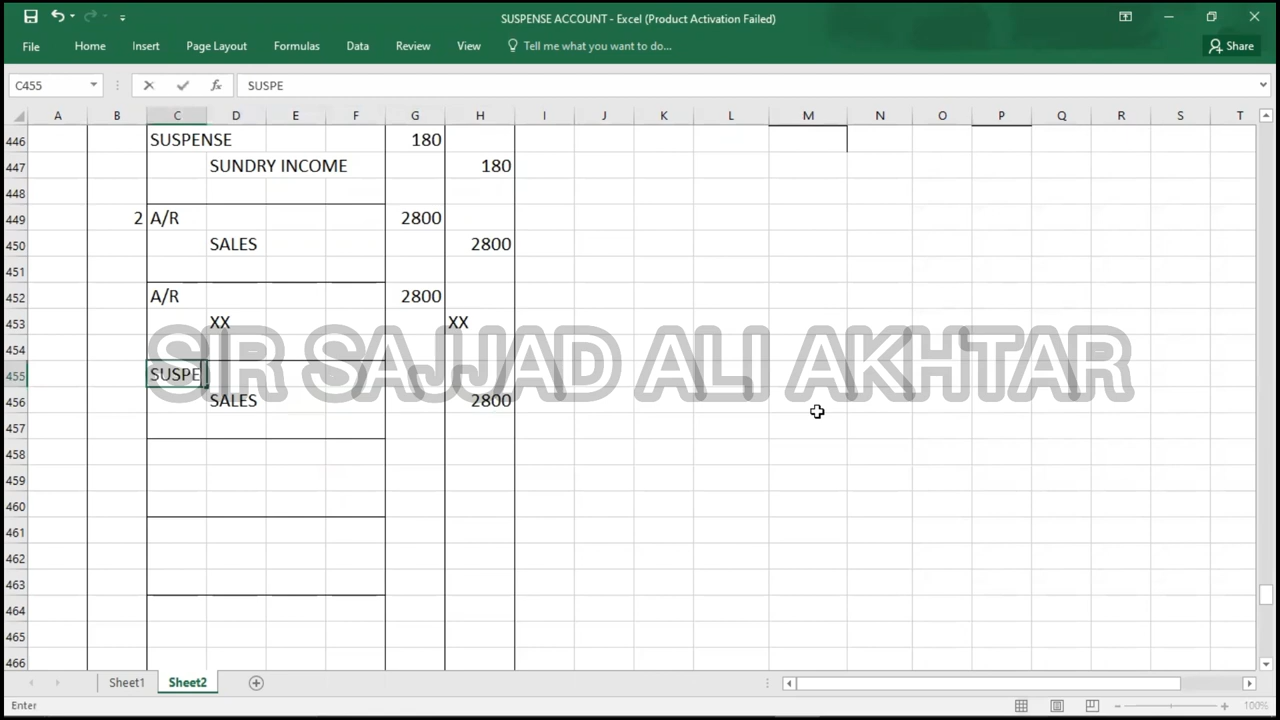 SUSPENSE ACCOUNT - Excel (Product Activation Failed)
File Home Insert Page Layout Formulas Data Review View Tell me what you want to do... Share
C455 fx SUSPE
A B C D E F G H I J K L M N O P Q R S T
446 SUSPENSE 180
447 SUNDRY INCOME 180
448
449 2 A/R 2800
450 SALES 2800
451
452 A/R 2800
453 XX XX
454
SIR SAJJAD ALI AKHTAR
455 SUSPE
456 SALES 2800
457
458
459
460
461
462
463
464
465
466
Sheet1 Sheet2
Enter 100%